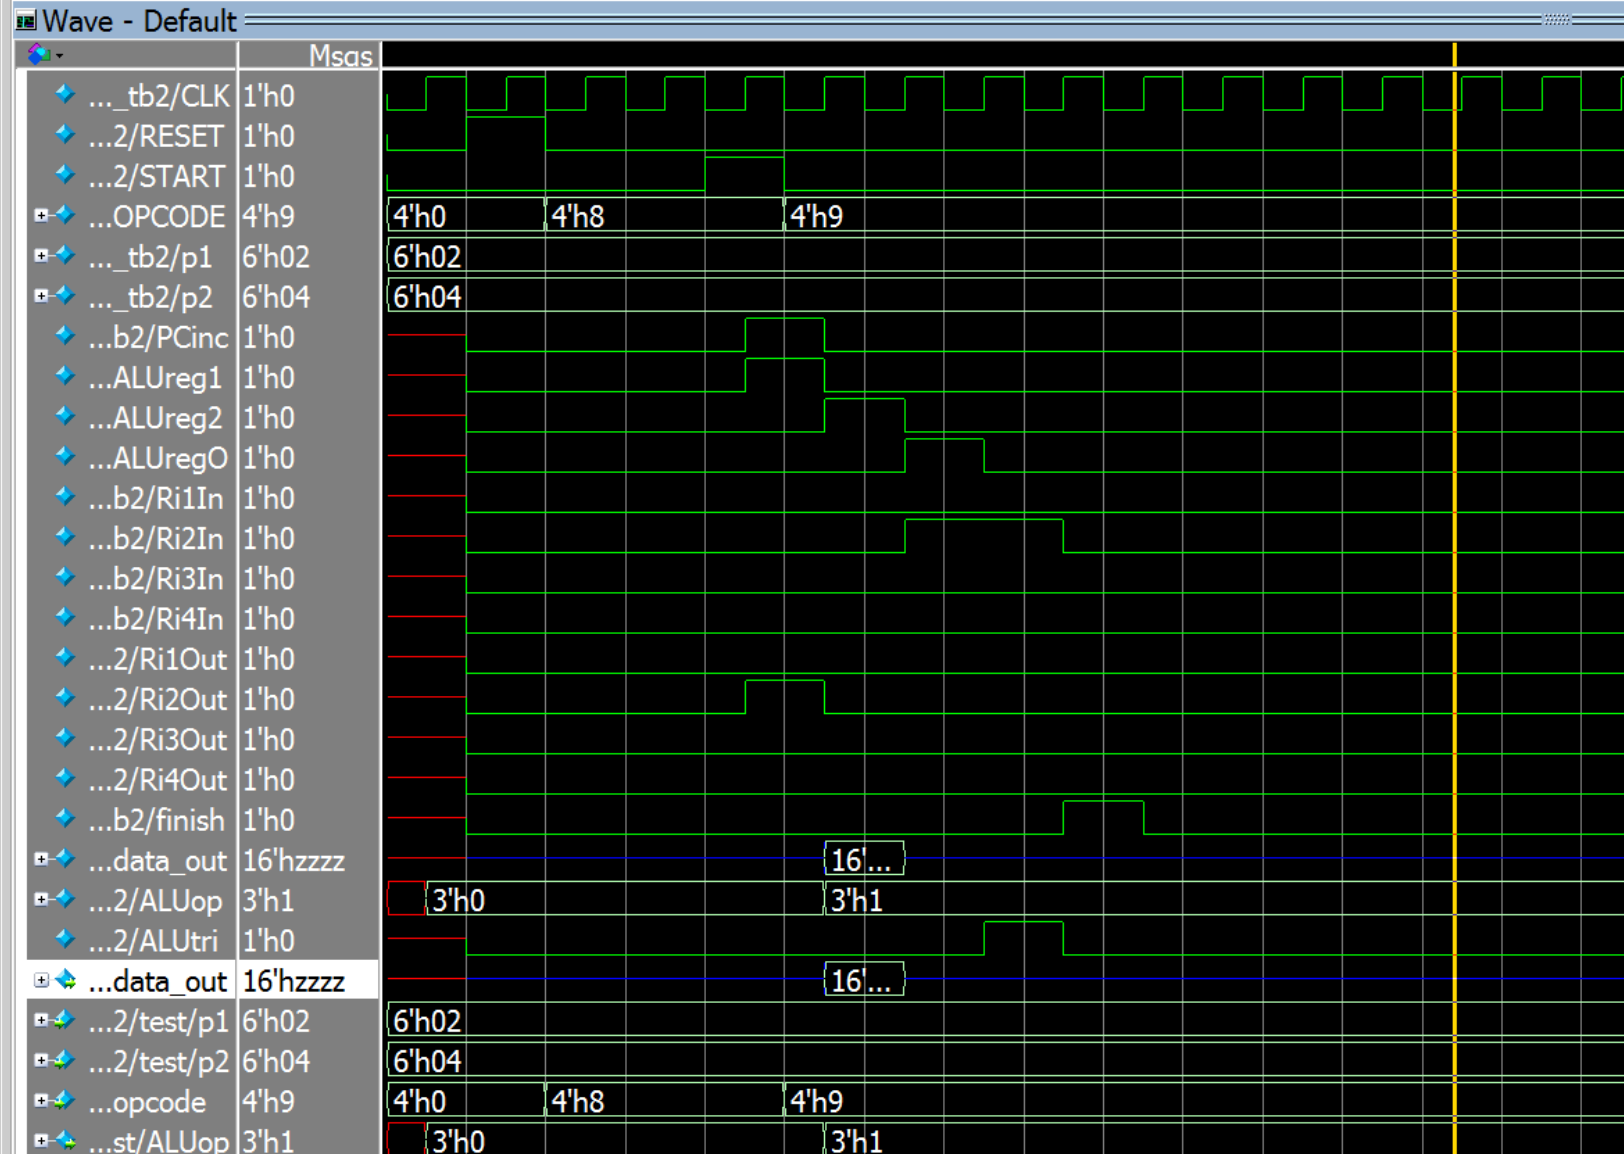 Wave - Default
Msgs
..._tb2/CLK 1'h0
...2/RESET 1'h0
...2/START 1'h0
...OPCODE 4'h9 4'h0 4'h8 4'h9
..._tb2/p1 6'h02 6'h02
..._tb2/p2 6'h04 6'h04
...b2/PCinc 1'h0
...ALUreg1 1'h0
...ALUreg2 1'h0
...ALUregO 1'h0
...b2/Ri1In 1'h0
...b2/Ri2In 1'h0
...b2/Ri3In 1'h0
...b2/Ri4In 1'h0
...2/Ri1Out 1'h0
...2/Ri2Out 1'h0
...2/Ri3Out 1'h0
...2/Ri4Out 1'h0
...b2/finish 1'h0
...data_out 16'hzzzz 16'...
...2/ALUop 3'h1 3'h0 3'h1
...2/ALUtri 1'h0
...data_out 16'hzzzz 16'...
...2/test/p1 6'h02 6'h02
...2/test/p2 6'h04 6'h04
...opcode 4'h9 4'h0 4'h8 4'h9
...st/ALUop 3'h1 3'h0 3'h1